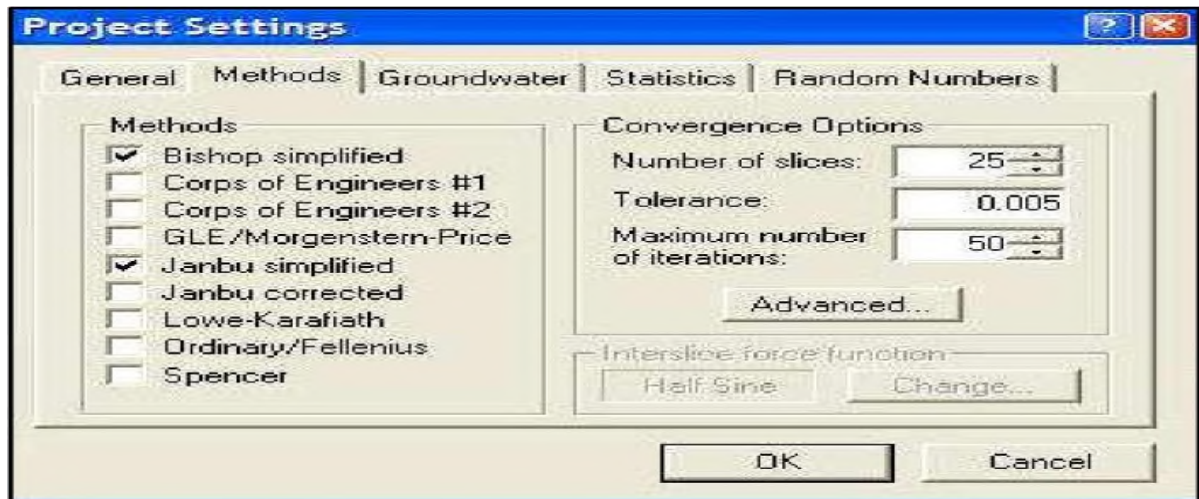 Project Settings
General Methods Groundwater Statistics Random Numbers
Methods
Bishop simplified
Corps of Engineers #1
Corps of Engineers #2
GLE/Morgenstern-Price
Janbu simplified
Janbu corrected
Lowe-Karafiath
Ordinary/Fellenius
Spencer
Convergence Options
Number of slices: 25
Tolerance: 0.005
Maximum number
of iterations: 50
Advanced...
Interslice force function
Half Sine Change...
OK Cancel